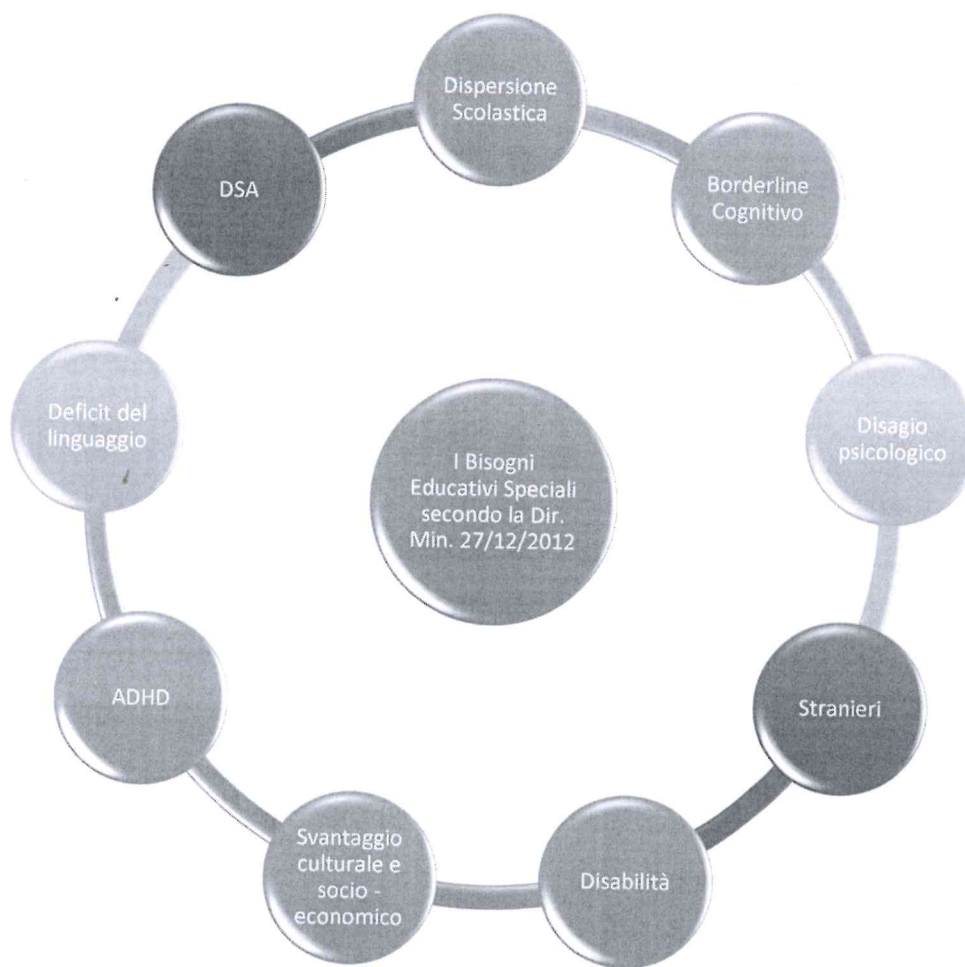 Dispersione
Scolastica
Borderline
Cognitivo
Disagio
psicologico
Stranieri
Disabilità
Svantaggio
culturale e
socio -
economico
ADHD
Deficit del
linguaggio
DSA
I Bisogni
Educativi Speciali
secondo la Dir.
Min. 27/12/2012